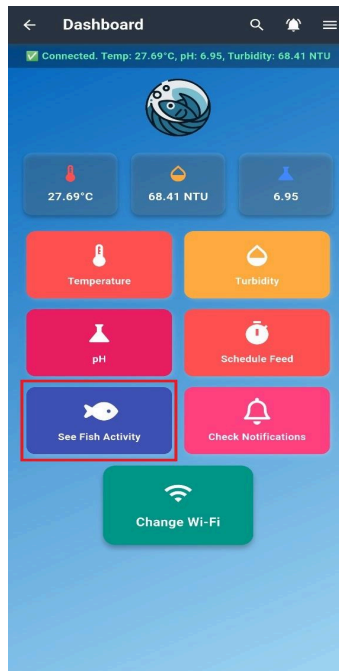 Dashboard
✅ Connected. Temp: 27.69°C, pH: 6.95, Turbidity: 68.41 NTU
27.69°C
68.41 NTU
6.95
Temperature
Turbidity
pH
Schedule Feed
See Fish Activity
Check Notifications
Change Wi-Fi